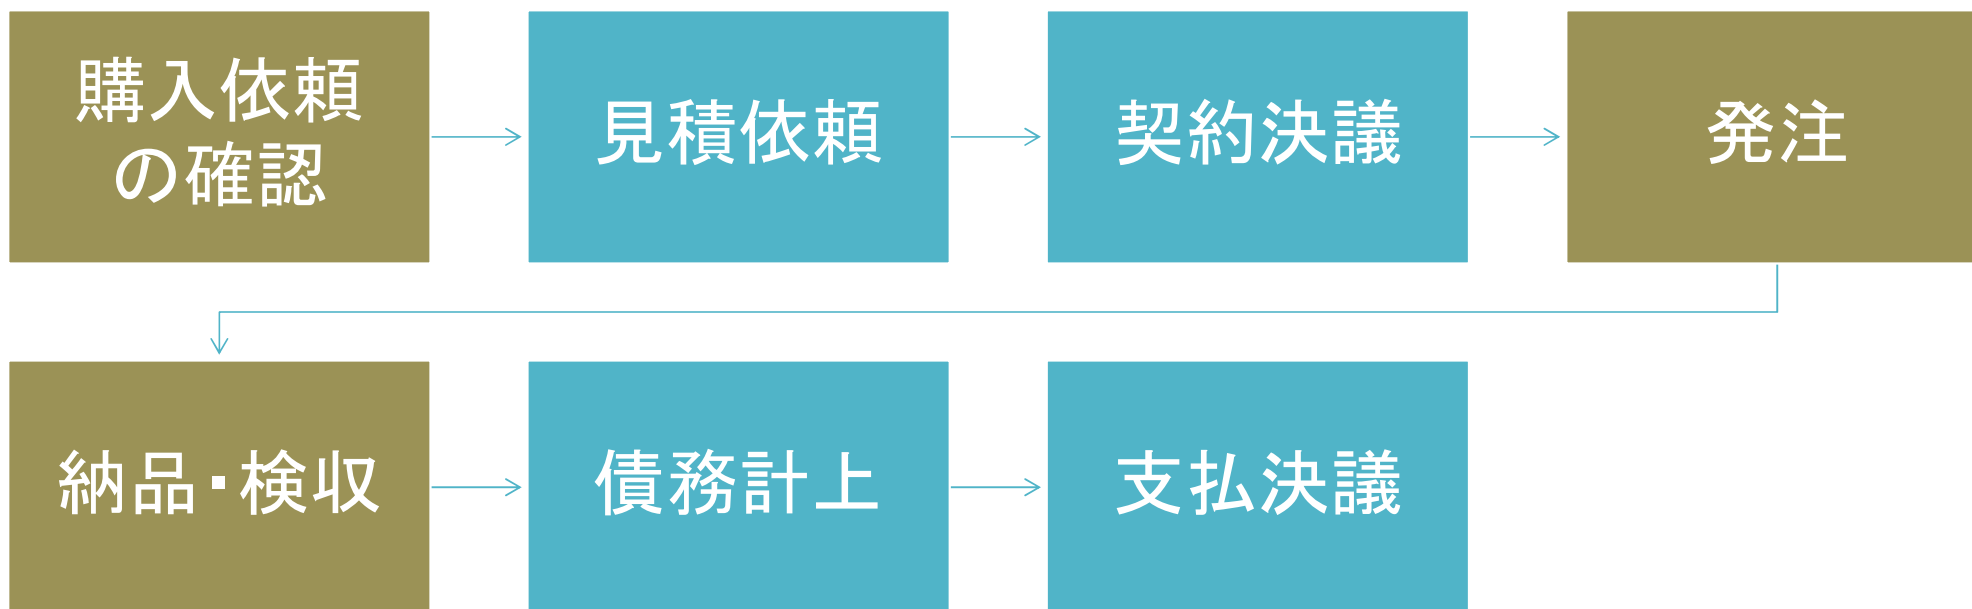 購入依頼
の確認
見積依頼
契約決議
発注
納品・検収
債務計上
支払決議